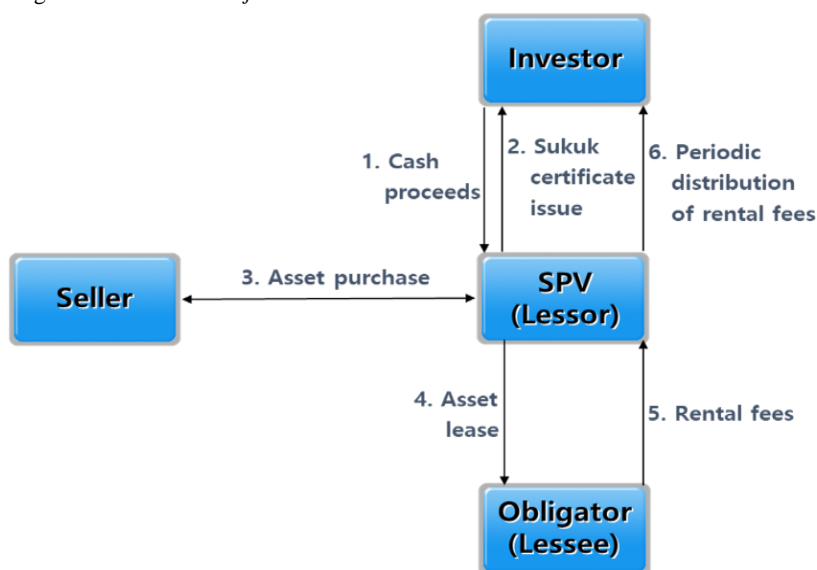 Investor
1. Cash
proceeds
2. Sukuk
certificate
issue
6. Periodic
distribution
of rental fees
Seller
3. Asset purchase
SPV
(Lessor)
4. Asset
lease
5. Rental fees
Obligator
(Lessee)